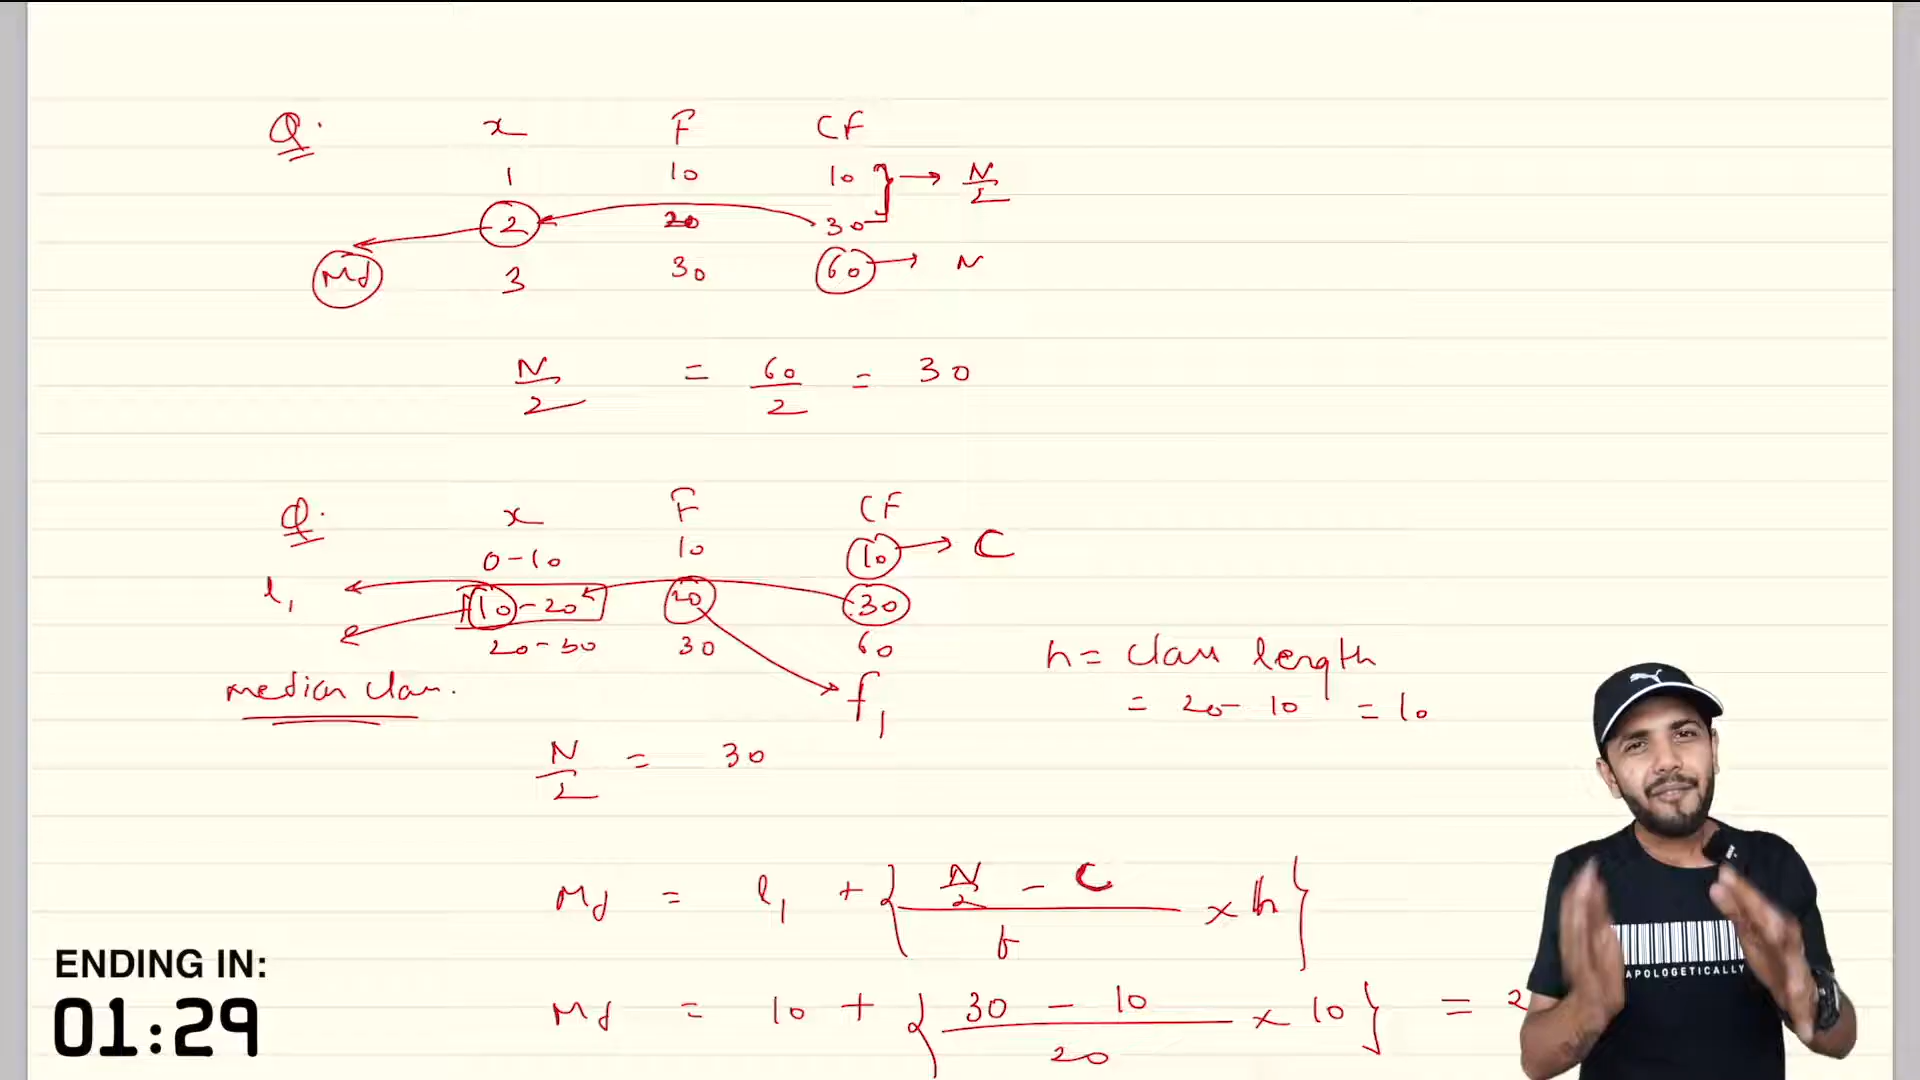 Q. x F CF
1 10 10 → N/2
2 20 30
Md 3 30 60 → N
N/2 = 60/2 = 30
Q. x F CF
0-10 10 10 → C
l₁ 10-20 20 30
20-30 30 60
h = class length
median class. f₁ = 20-10 = 10
N/2 = 30
Md = l₁ + { (N/2 - C)/f × h }
Md = 10 + { (30 - 10)/20 × 10 } = 2
ENDING IN:
01:29
APOLOGETICALLY